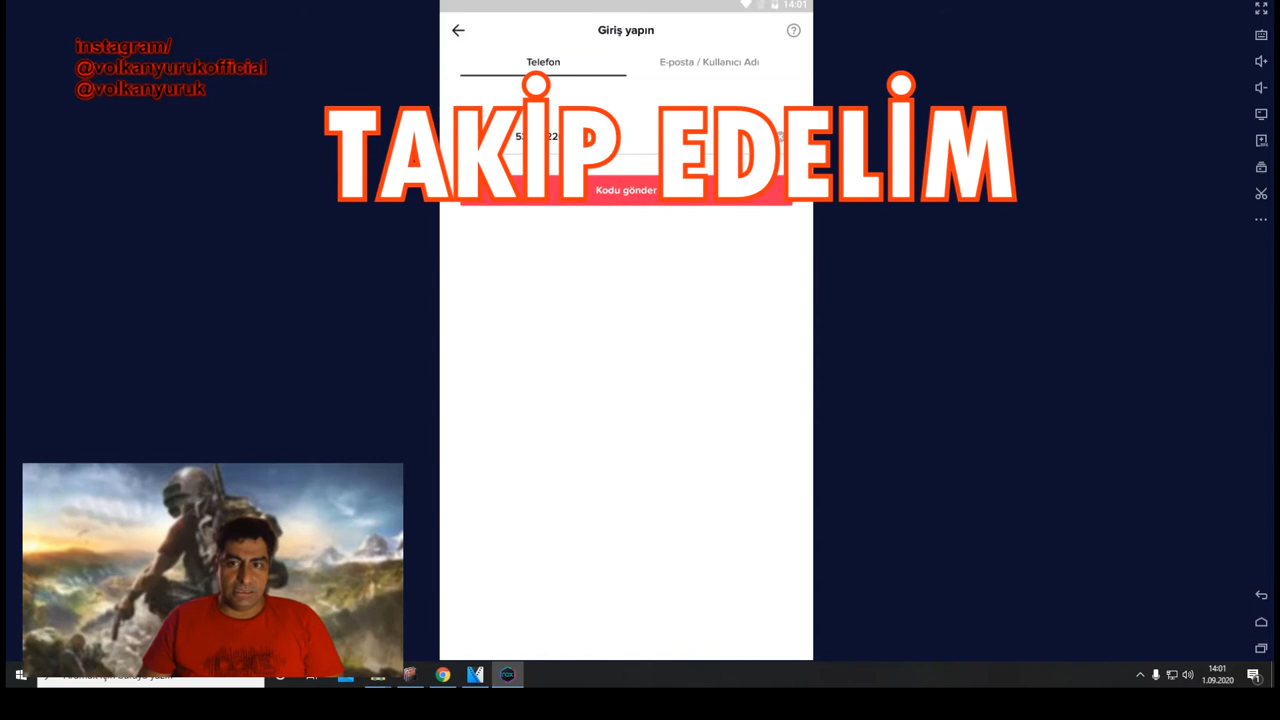 14:01
instagram/
@volkanyurukofficial
@volkanyuruk
Giriş yapın
Telefon
E-posta / Kullanıcı Adı
TAKİP EDELİM
Kodu gönder
14:01
1.09.2020